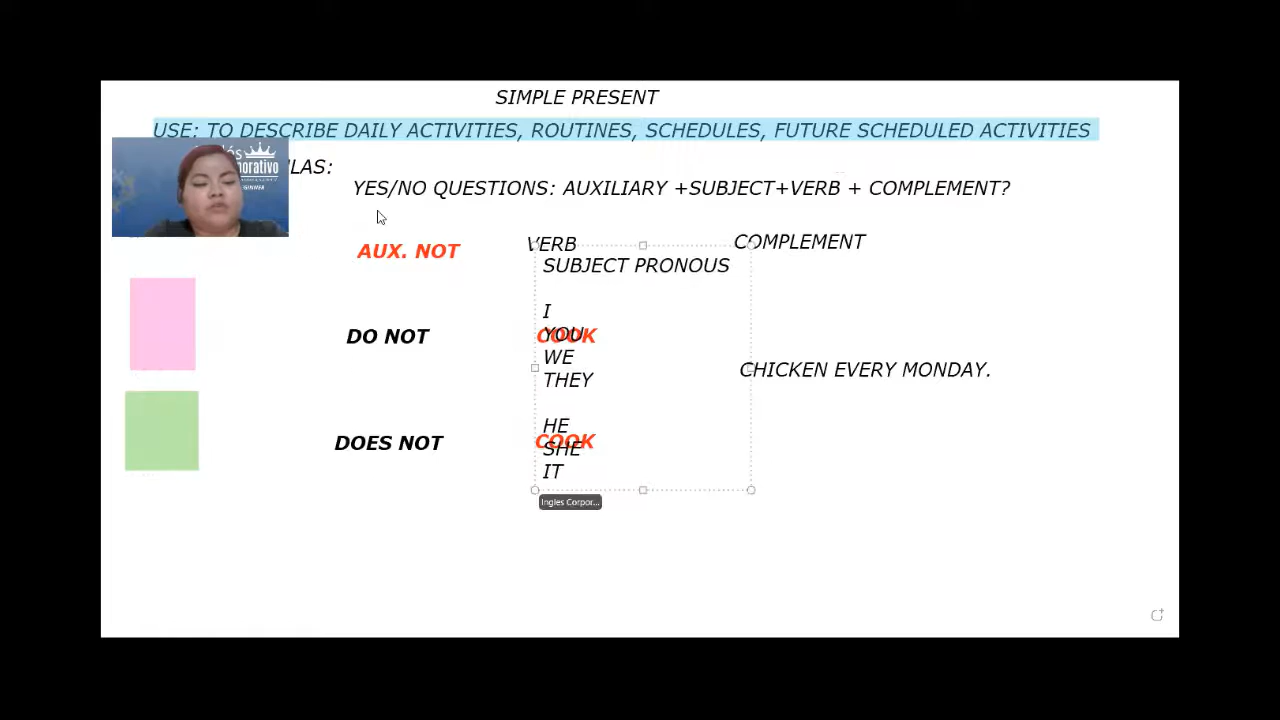 SIMPLE PRESENT
USE: TO DESCRIBE DAILY ACTIVITIES, ROUTINES, SCHEDULES, FUTURE SCHEDULED ACTIVITIES
LAS:
YES/NO QUESTIONS: AUXILIARY +SUBJECT+VERB + COMPLEMENT?
AUX. NOT
VERB
COMPLEMENT
SUBJECT PRONOUS
I
YOU
WE
THEY
HE
SHE
IT
DO NOT
COOK
CHICKEN EVERY MONDAY.
DOES NOT
COOK
Ingles Corpor...